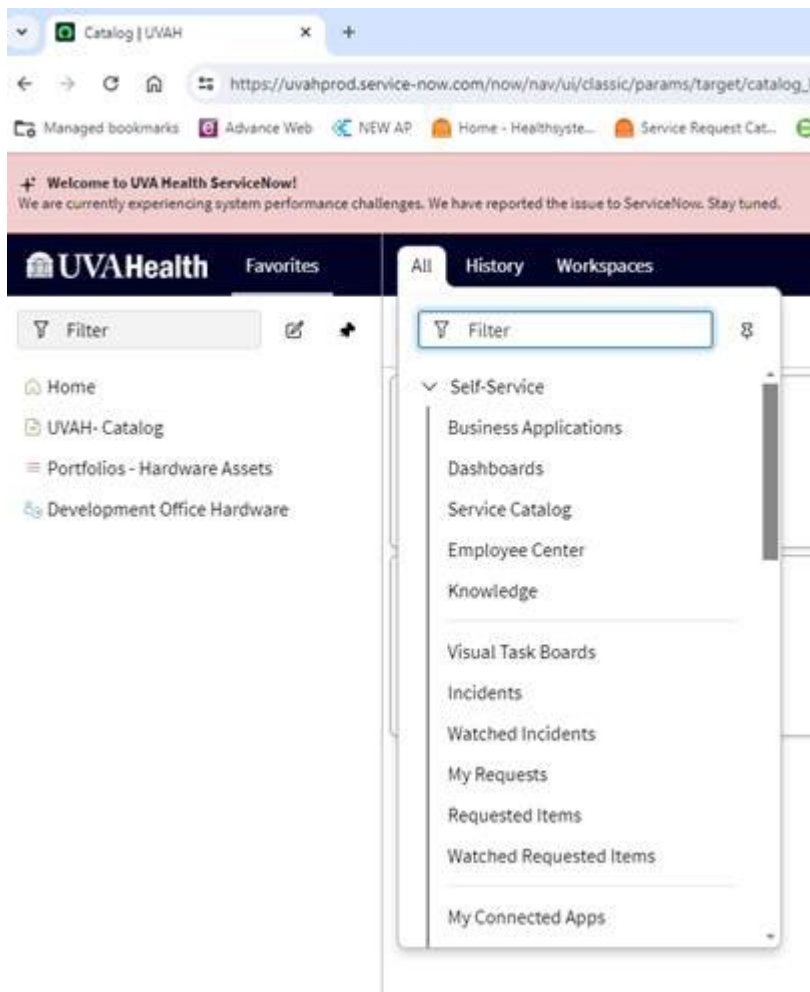 Catalog | UVAH
https://uvahprod.service-now.com/now/nav/ui/classic/params/target/catalog_
Managed bookmarks Advance Web NEW AP Home - Healthsyste... Service Request Cat...
Welcome to UVA Health ServiceNow!
We are currently experiencing system performance challenges. We have reported the issue to ServiceNow. Stay tuned.
UVAHealth Favorites All History Workspaces
Filter
Home
UVAH- Catalog
Portfolios - Hardware Assets
Development Office Hardware
Filter
Self-Service
Business Applications
Dashboards
Service Catalog
Employee Center
Knowledge
Visual Task Boards
Incidents
Watched Incidents
My Requests
Requested Items
Watched Requested Items
My Connected Apps